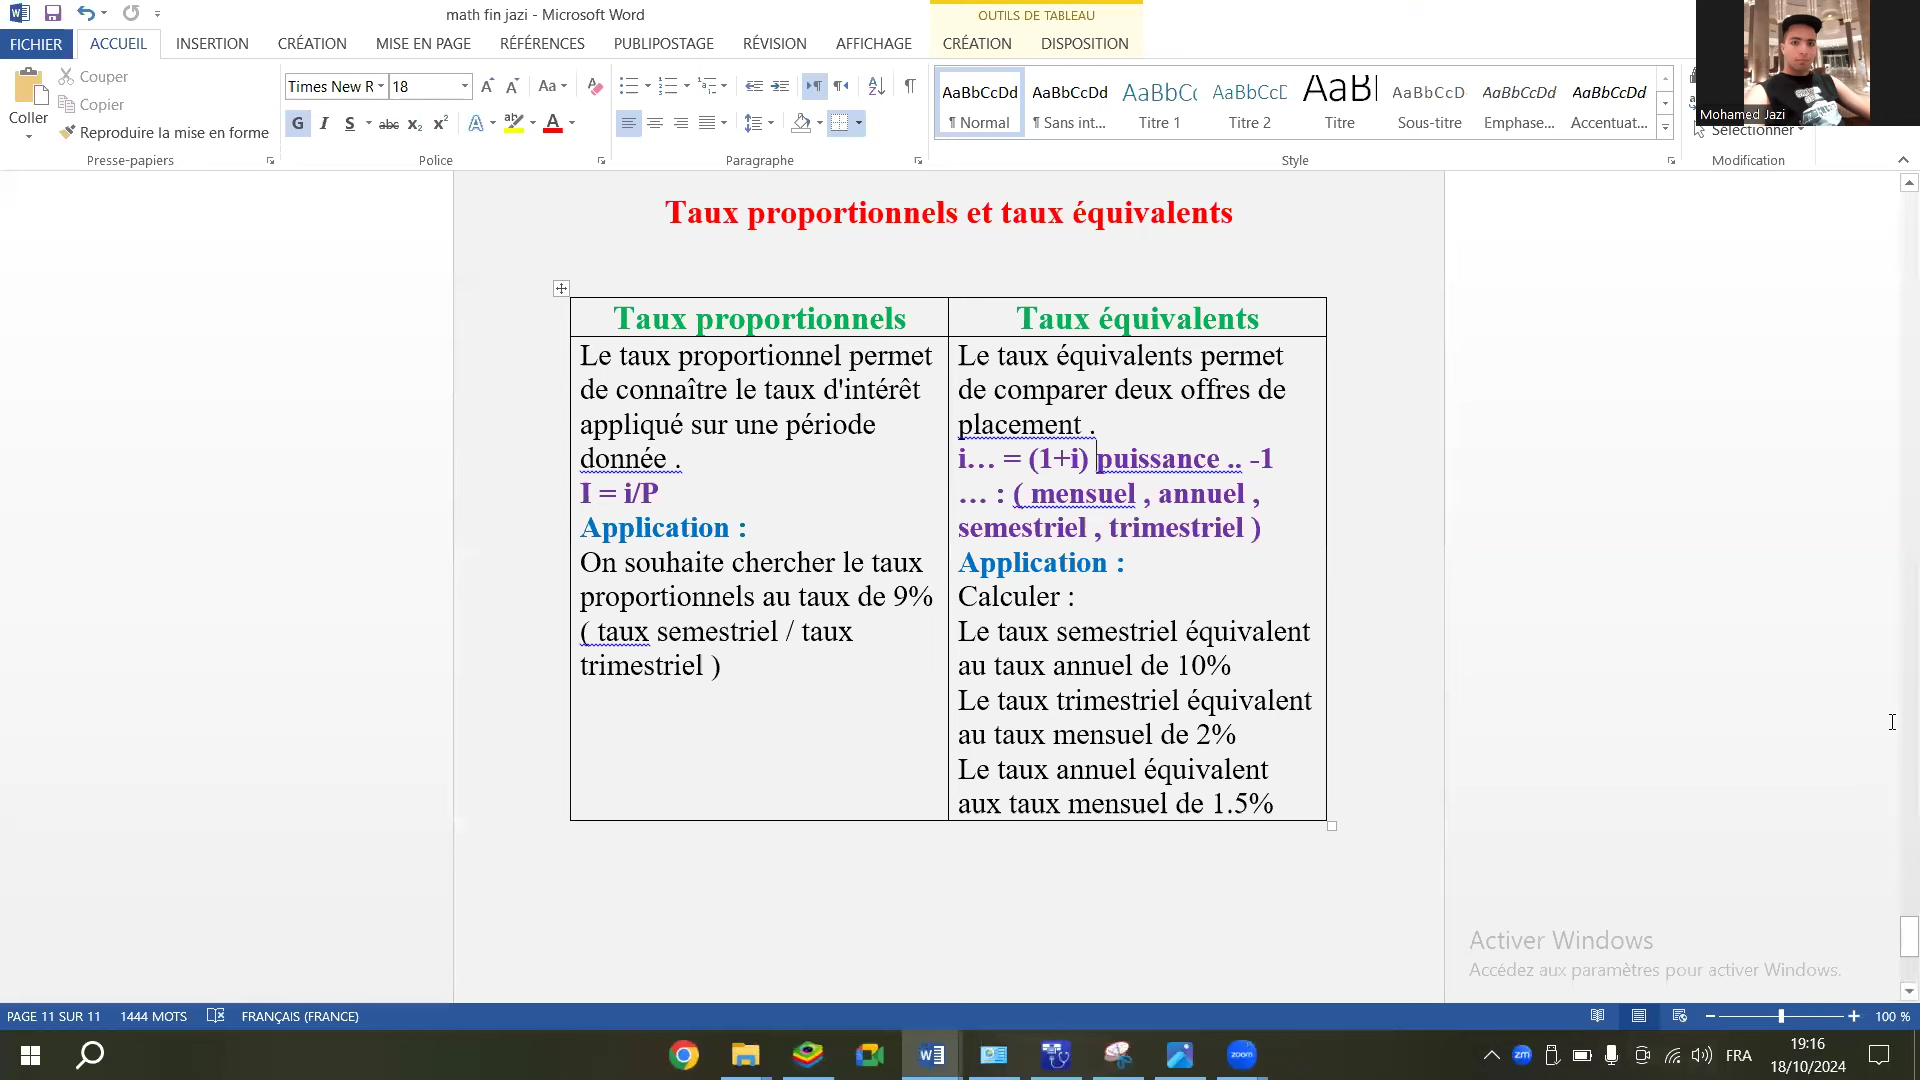 math fin jazi - Microsoft Word
OUTILS DE TABLEAU
FICHIER ACCUEIL INSERTION CRÉATION MISE EN PAGE RÉFÉRENCES PUBLIPOSTAGE RÉVISION AFFICHAGE CRÉATION DISPOSITION
Couper
Copier
Coller
Reproduire la mise en forme
Times New R 18
AaBbCcDd AaBbCcDd AaBbC AaBbCcD AaBl AaBbCcD AaBbCcDd AaBbCcDd
¶ Normal ¶ Sans int... Titre 1 Titre 2 Titre Sous-titre Emphase... Accentuat...
Mohamed Jazi
Sélectionner
Presse-papiers Police Paragraphe Style Modification
Taux proportionnels et taux équivalents
Taux proportionnels
Le taux proportionnel permet
de connaître le taux d'intérêt
appliqué sur une période
donnée .
I = i/P
Application :
On souhaite chercher le taux
proportionnels au taux de 9%
( taux semestriel / taux
trimestriel )
Taux équivalents
Le taux équivalents permet
de comparer deux offres de
placement .
i… = (1+i) puissance .. -1
… : ( mensuel , annuel ,
semestriel , trimestriel )
Application :
Calculer :
Le taux semestriel équivalent
au taux annuel de 10%
Le taux trimestriel équivalent
au taux mensuel de 2%
Le taux annuel équivalent
aux taux mensuel de 1.5%
Activer Windows
Accédez aux paramètres pour activer Windows.
PAGE 11 SUR 11 1444 MOTS FRANÇAIS (FRANCE) 100 %
zoom
zm
FRA
19:16
18/10/2024